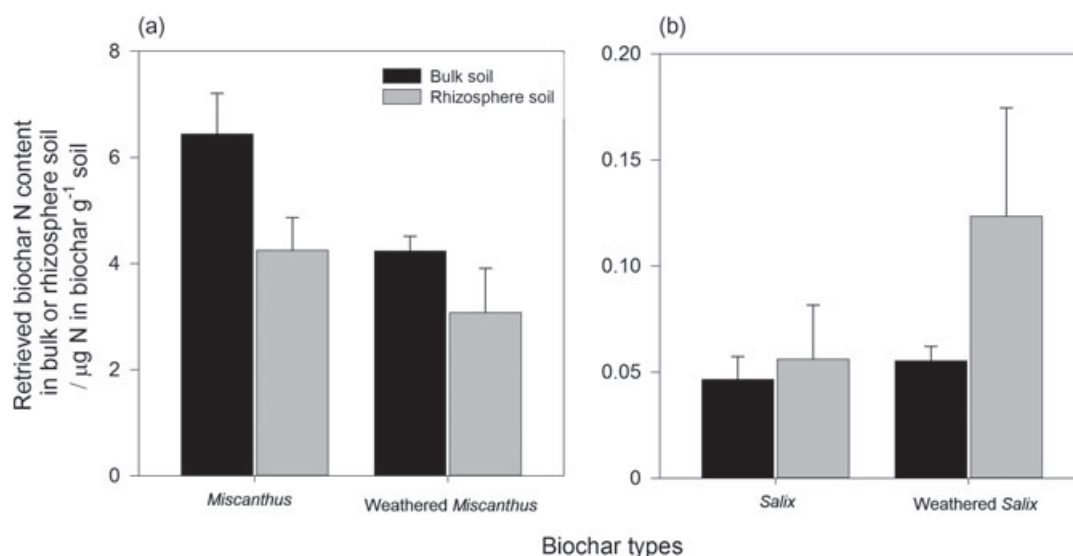 (a)
8
6
4
2
0
Bulk soil
Rhizosphere soil
Retrieved biochar N content
in bulk or rhizosphere soil
/ μg N in biochar g⁻¹ soil
Miscanthus
Weathered Miscanthus
(b)
0.20
0.15
0.10
0.05
0
Salix
Weathered Salix
Biochar types